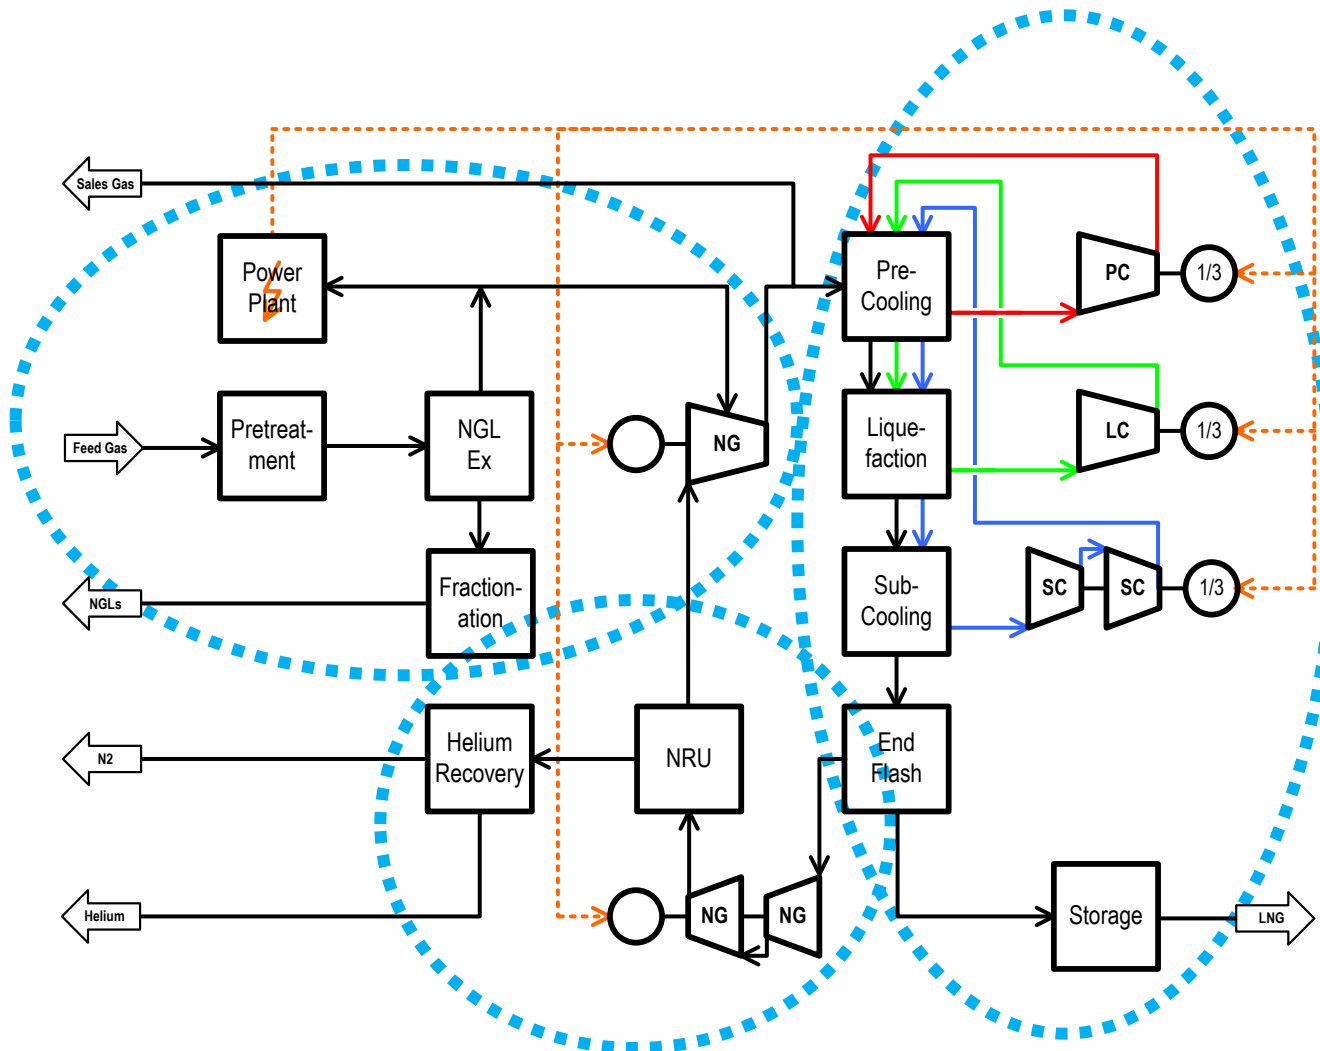 Sales Gas
Power
Plant
Pre-
Cooling
PC
1/3
Feed Gas
Pretreat-
ment
NGL
Ex
NG
Lique-
faction
LC
1/3
NGLs
Fraction-
ation
Sub-
Cooling
SC
SC
1/3
N2
Helium
Recovery
NRU
End
Flash
Helium
NG
NG
Storage
LNG